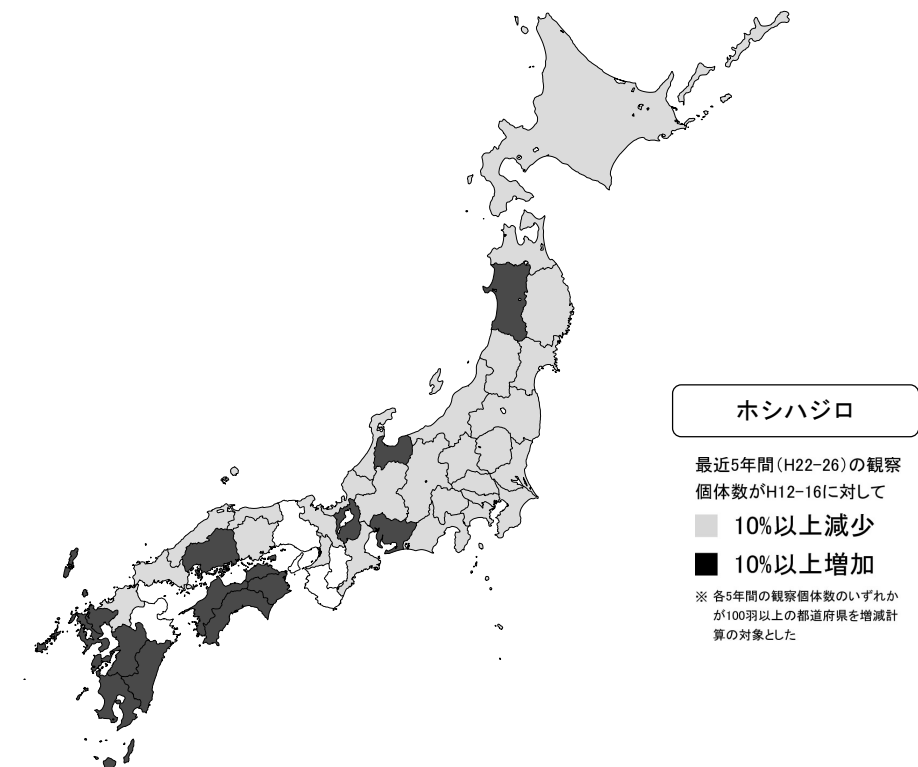 ホシハジロ
最近5年間(H22-26)の観察
個体数がH12-16に対して
10%以上減少
10%以上増加
※ 各5年間の観察個体数のいずれか
が100羽以上の都道府県を増減計
算の対象とした